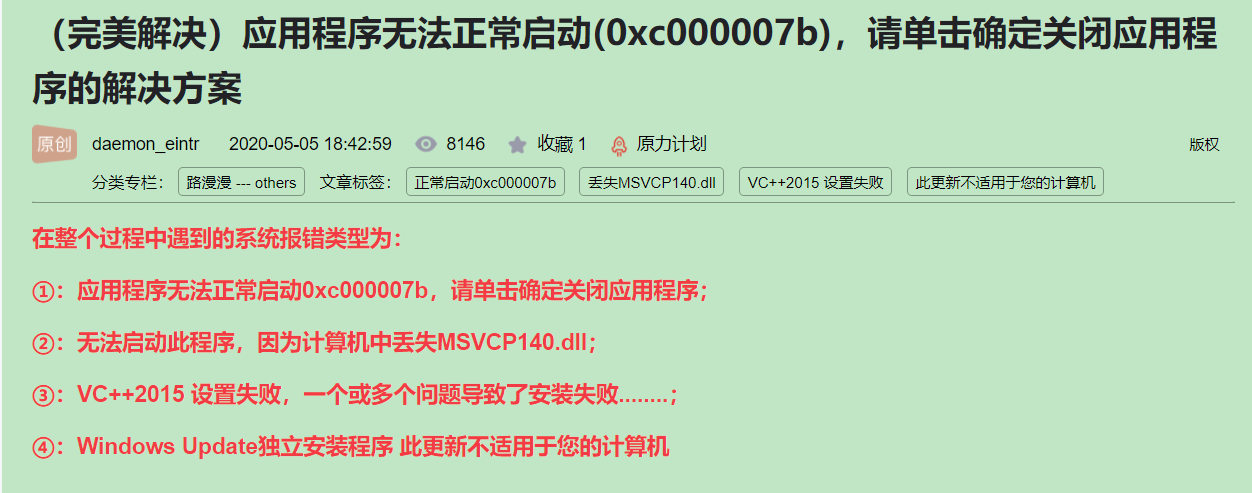 （完美解决）应用程序无法正常启动(0xc000007b)，请单击确定关闭应用程
序的解决方案
原创 daemon_eintr 2020-05-05 18:42:59 8146 收藏 1 原力计划 版权
分类专栏： 路漫漫 --- others 文章标签： 正常启动0xc000007b 丢失MSVCP140.dll VC++2015 设置失败 此更新不适用于您的计算机
在整个过程中遇到的系统报错类型为：
①：应用程序无法正常启动0xc000007b，请单击确定关闭应用程序；
②：无法启动此程序，因为计算机中丢失MSVCP140.dll；
③：VC++2015 设置失败，一个或多个问题导致了安装失败........；
④：Windows Update独立安装程序 此更新不适用于您的计算机